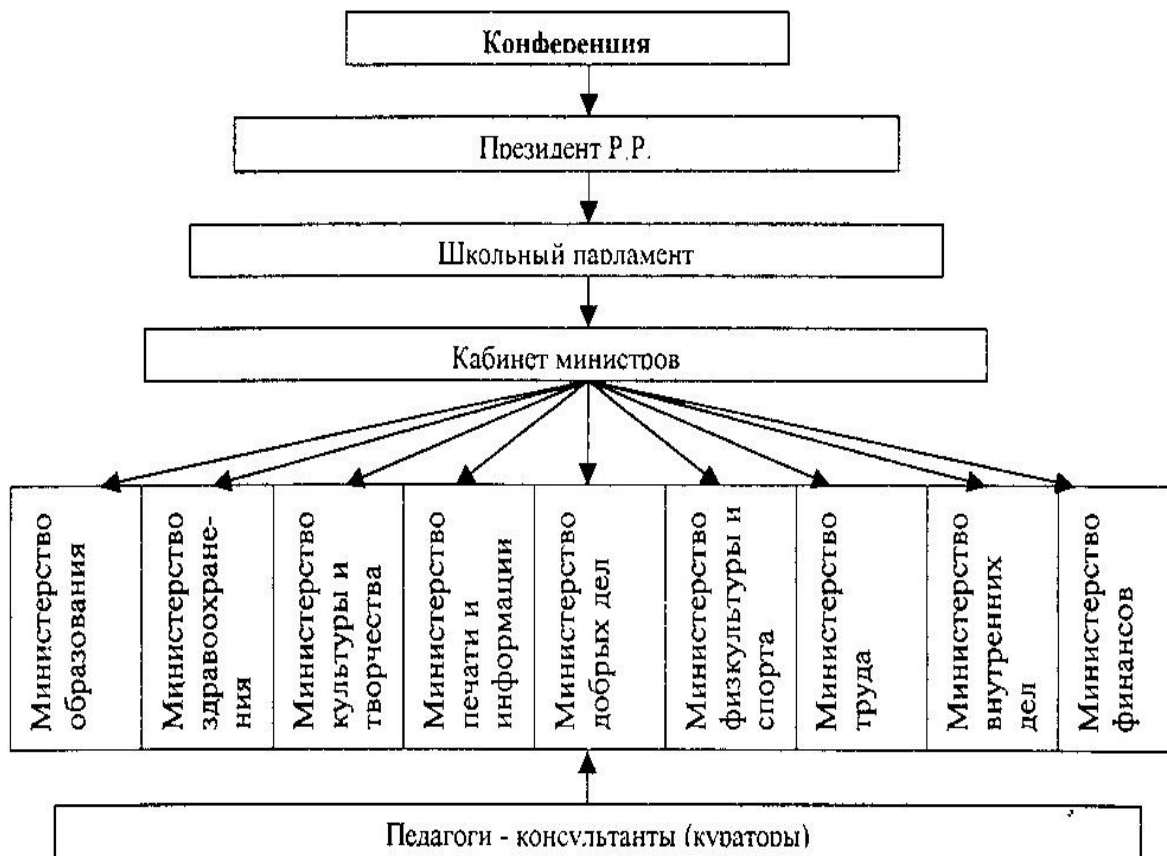 Конференция
Президент Р.Р.
Школьный парламент
Кабинет министров
Министерство
образования
Министерство
здравоохране-
ния
Министерство
культуры и
творчества
Министерство
печати и
информации
Министерство
добрых дел
Министерство
физкультуры и
спорта
Министерство
труда
Министерство
внутренних
дел
Министерство
финансов
Педагоги - консультанты (кураторы)